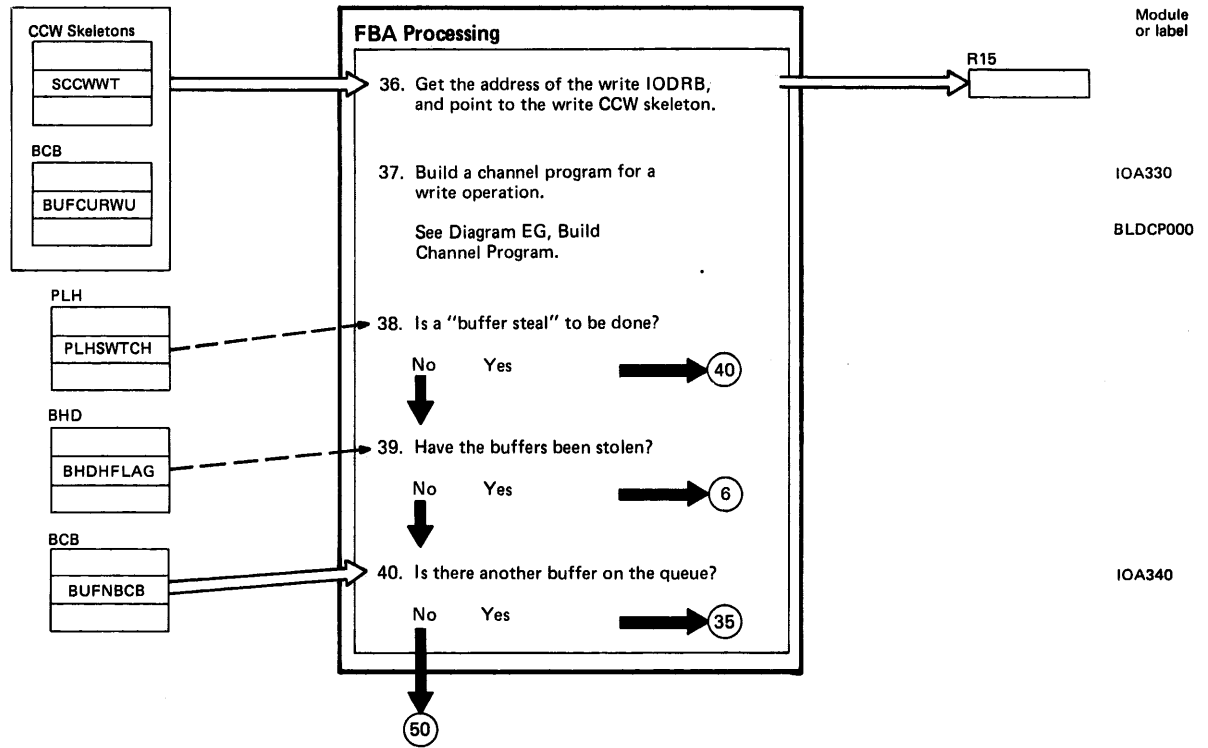 CCW Skeletons
SCCWWT
BCB
BUFCURWU
PLH
PLHSWTCH
BHD
BHDHFLAG
BCB
BUFNBCB
FBA Processing
36. Get the address of the write IODRB,
and point to the write CCW skeleton.
37. Build a channel program for a
write operation.
See Diagram EG, Build
Channel Program.
38. Is a "buffer steal" to be done?
No Yes 40
39. Have the buffers been stolen?
No Yes 6
40. Is there another buffer on the queue?
No Yes 35
50
R15
Module
or label
IOA330
BLDCP000
IOA340